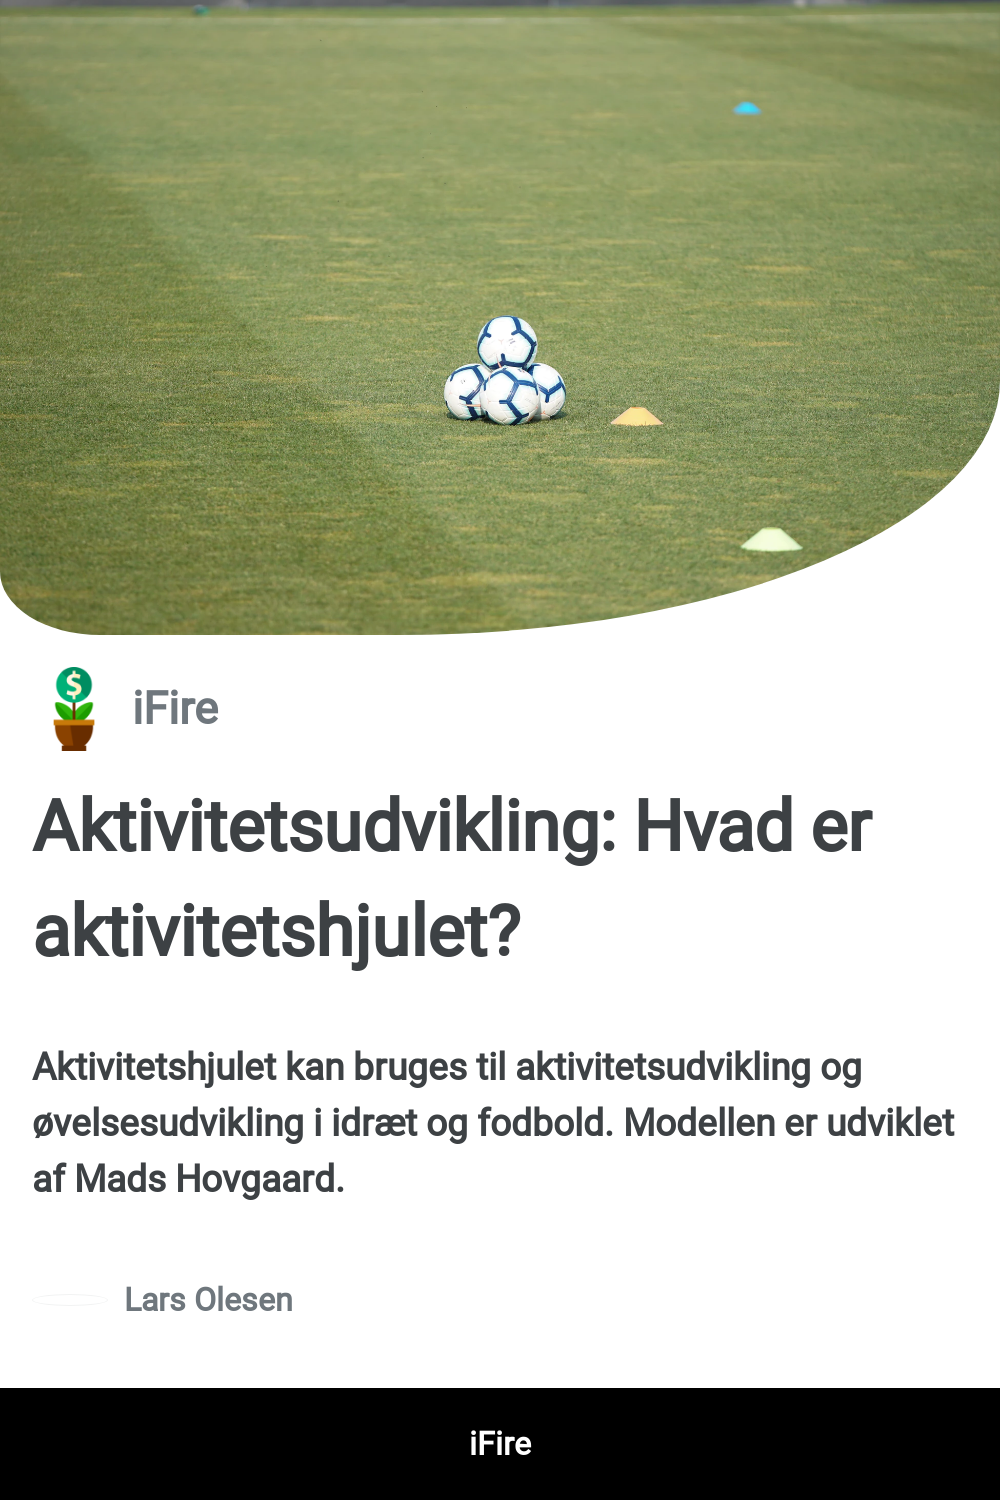 $
iFire
Aktivitetsudvikling: Hvad er
aktivitetshjulet?
Aktivitetshjulet kan bruges til aktivitetsudvikling og
øvelsesudvikling i idræt og fodbold. Modellen er udviklet
af Mads Hovgaard.
Lars Olesen
iFire